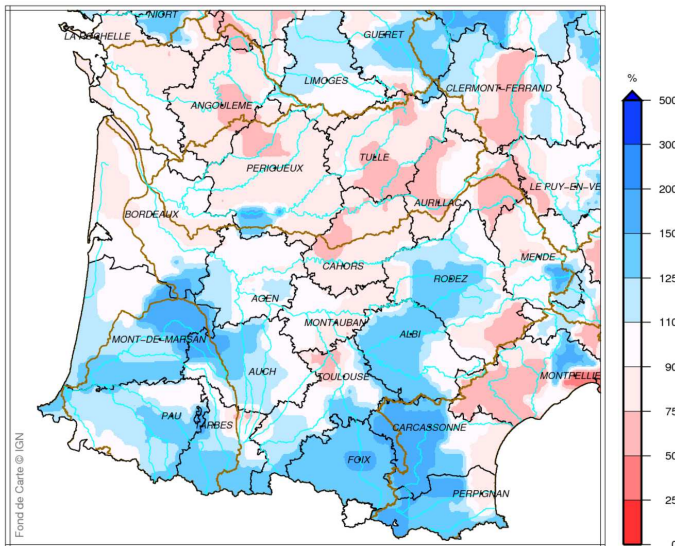 NIORT
LA ROCHELLE
GUERET
LIMOGES
CLERMONT-FERRAND
ANGOULEME
TULLE
PERIGUEUX
LE PUY-EN-VE
AURILLAC
BORDEAUX
MENDE
CAHORS
RODEZ
AGEN
MONTAUBAN
ALBI
MONT-DE-MARSAN
AUCH
TOULOUSE
MONTPELLIE
PAU
TARBES
CARCASSONNE
FOIX
PERPIGNAN
Fond de Carte © IGN
%
500
300
200
150
125
110
90
75
50
25
0